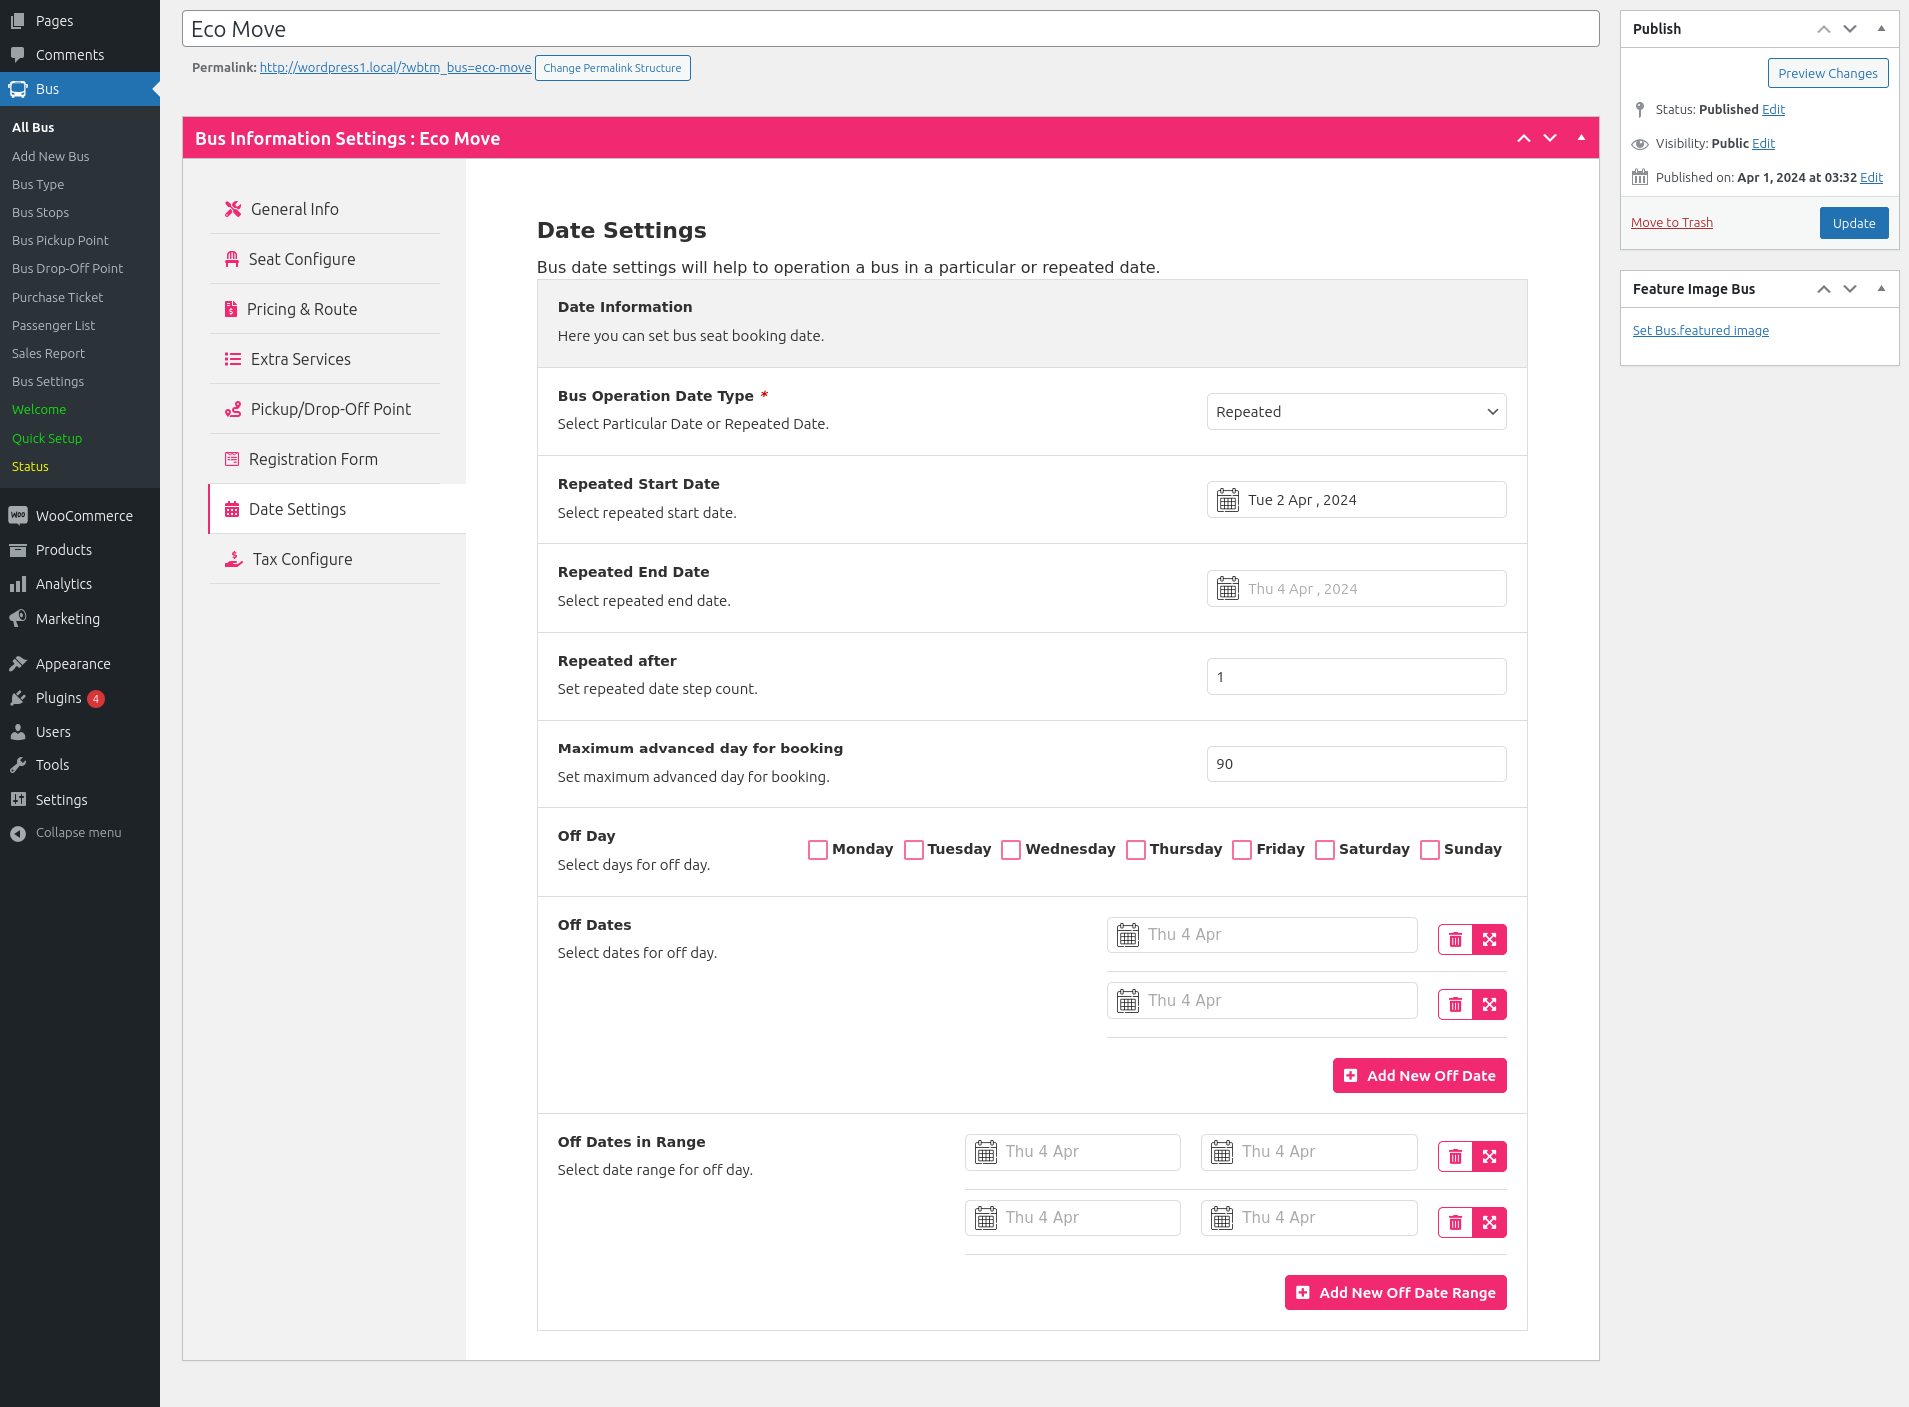 Pages
Comments
Bus
All Bus
Add New Bus
Bus Type
Bus Stops
Bus Pickup Point
Bus Drop-Off Point
Purchase Ticket
Passenger List
Sales Report
Bus Settings
Welcome
Quick Setup
Status
WooCommerce
Products
Analytics
Marketing
Appearance
Plugins 4
Users
Tools
Settings
Collapse menu
Eco Move
Permalink: http://wordpress1.local/?wbtm_bus=eco-move Change Permalink Structure
Bus Information Settings : Eco Move
General Info
Seat Configure
Pricing & Route
Extra Services
Pickup/Drop-Off Point
Registration Form
Date Settings
Tax Configure
Date Settings
Bus date settings will help to operation a bus in a particular or repeated date.
Date Information
Here you can set bus seat booking date.
Bus Operation Date Type *
Select Particular Date or Repeated Date.
Repeated
Repeated Start Date
Select repeated start date.
Tue 2 Apr , 2024
Repeated End Date
Select repeated end date.
Thu 4 Apr , 2024
Repeated after
Set repeated date step count.
1
Maximum advanced day for booking
Set maximum advanced day for booking.
90
Off Day
Select days for off day.
Monday Tuesday Wednesday Thursday Friday Saturday Sunday
Off Dates
Select dates for off day.
Thu 4 Apr
Thu 4 Apr
Add New Off Date
Off Dates in Range
Select date range for off day.
Thu 4 Apr Thu 4 Apr
Thu 4 Apr Thu 4 Apr
Add New Off Date Range
Publish
Preview Changes
Status: Published Edit
Visibility: Public Edit
Published on: Apr 1, 2024 at 03:32 Edit
Move to Trash Update
Feature Image Bus
Set Bus.featured image